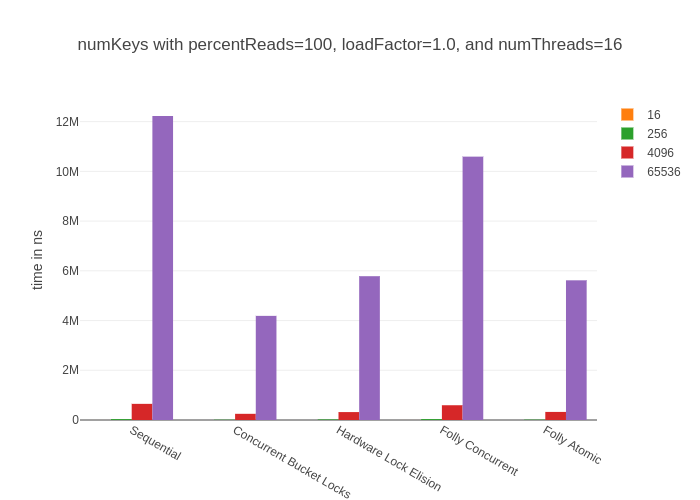 numKeys with percentReads=100, loadFactor=1.0, and numThreads=16
16
256
4096
65536
time in ns
12M
10M
8M
6M
4M
2M
0
Sequential
Concurrent Bucket Locks
Hardware Lock Elision
Folly Concurrent
Folly Atomic